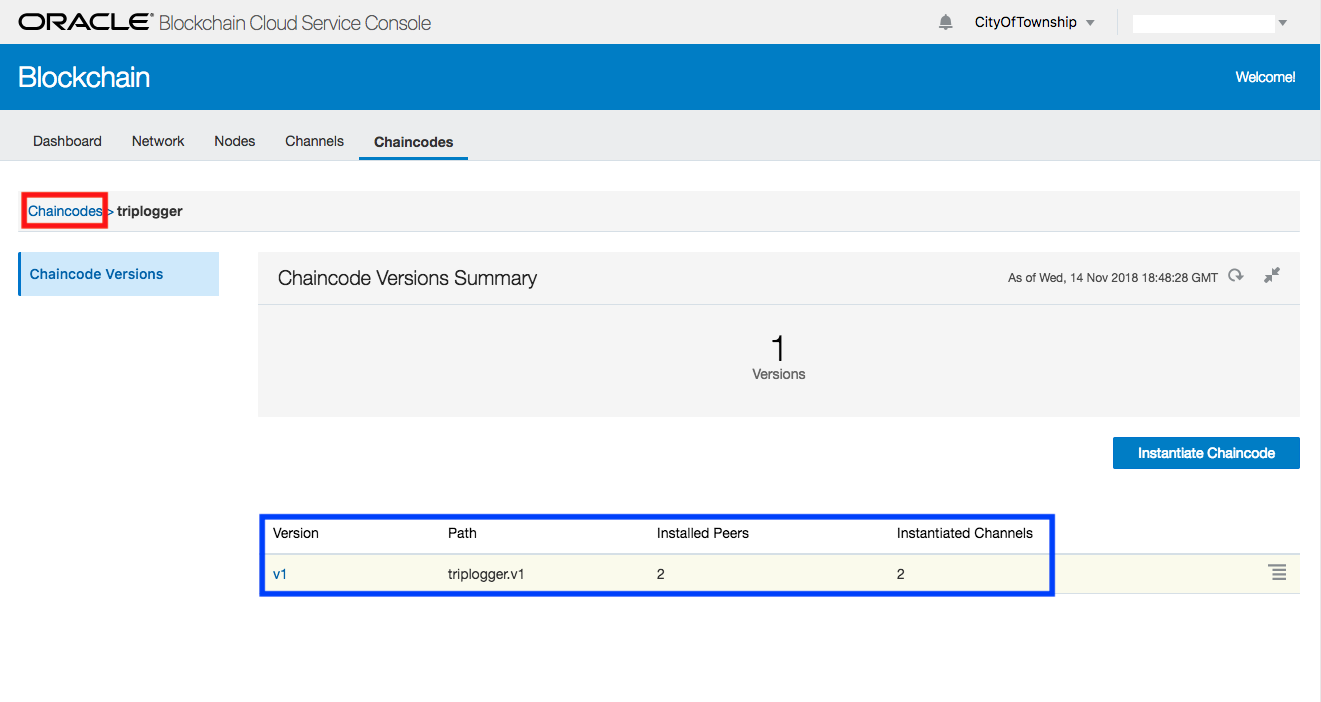 ORACLE® Blockchain Cloud Service Console CityOfTownship
Blockchain Welcome!
Dashboard Network Nodes Channels Chaincodes
Chaincodes > triplogger
Chaincode Versions
Chaincode Versions Summary As of Wed, 14 Nov 2018 18:48:28 GMT
1
Versions
Instantiate Chaincode
Version Path Installed Peers Instantiated Channels
v1 triplogger.v1 2 2